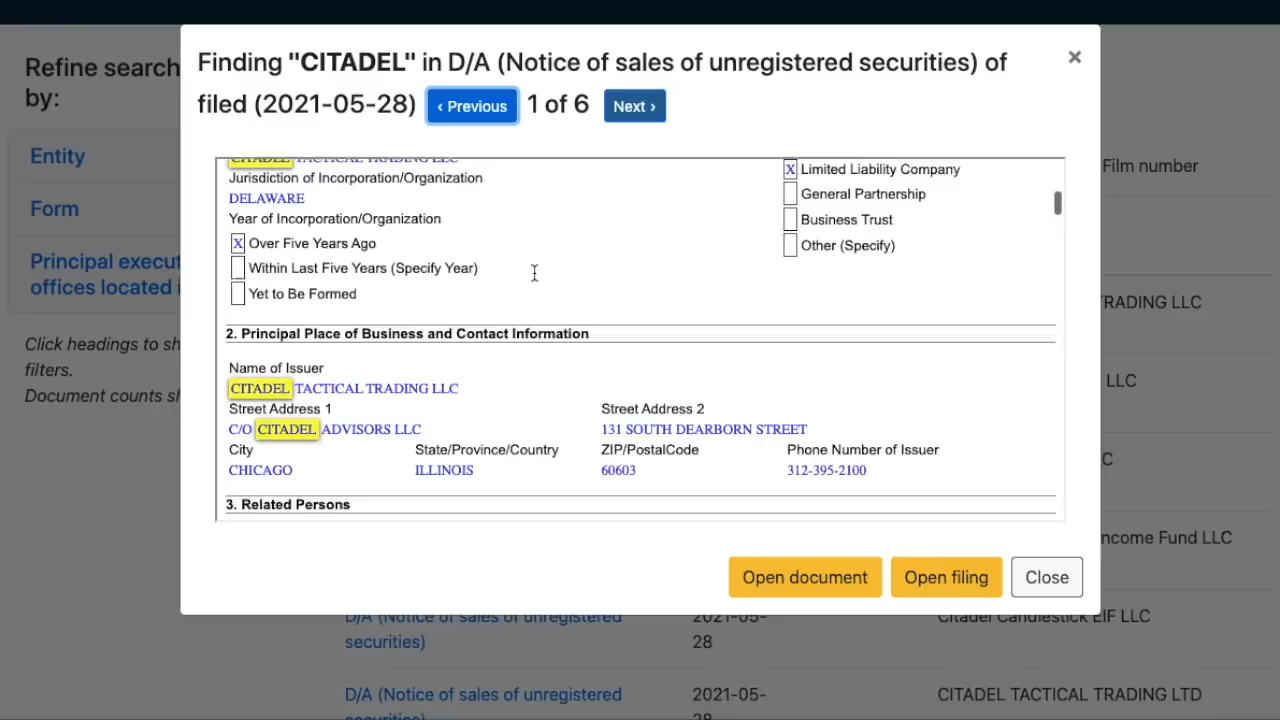 Refine search
by:
Entity
Form
Principal execut
offices located i
Click headings to sh
filters.
Document counts sh
Finding "CITADEL" in D/A (Notice of sales of unregistered securities) of
filed (2021-05-28) ‹ Previous 1 of 6 Next ›
×
CITADEL TACTICAL TRADING LLC
Jurisdiction of Incorporation/Organization
DELAWARE
Year of Incorporation/Organization
X Over Five Years Ago
Within Last Five Years (Specify Year)
Yet to Be Formed
X Limited Liability Company
General Partnership
Business Trust
Other (Specify)
2. Principal Place of Business and Contact Information
Name of Issuer
CITADEL TACTICAL TRADING LLC
Street Address 1 Street Address 2
C/O CITADEL ADVISORS LLC 131 SOUTH DEARBORN STREET
City State/Province/Country ZIP/PostalCode Phone Number of Issuer
CHICAGO ILLINOIS 60603 312-395-2100
3. Related Persons
Open document Open filing Close
Film number
RADING LLC
LLC
C
ncome Fund LLC
D/A (Notice of sales of unregistered 2021-05- Citadel Candlestick EIF LLC
securities) 28
D/A (Notice of sales of unregistered 2021-05- CITADEL TACTICAL TRADING LTD
securities) 28